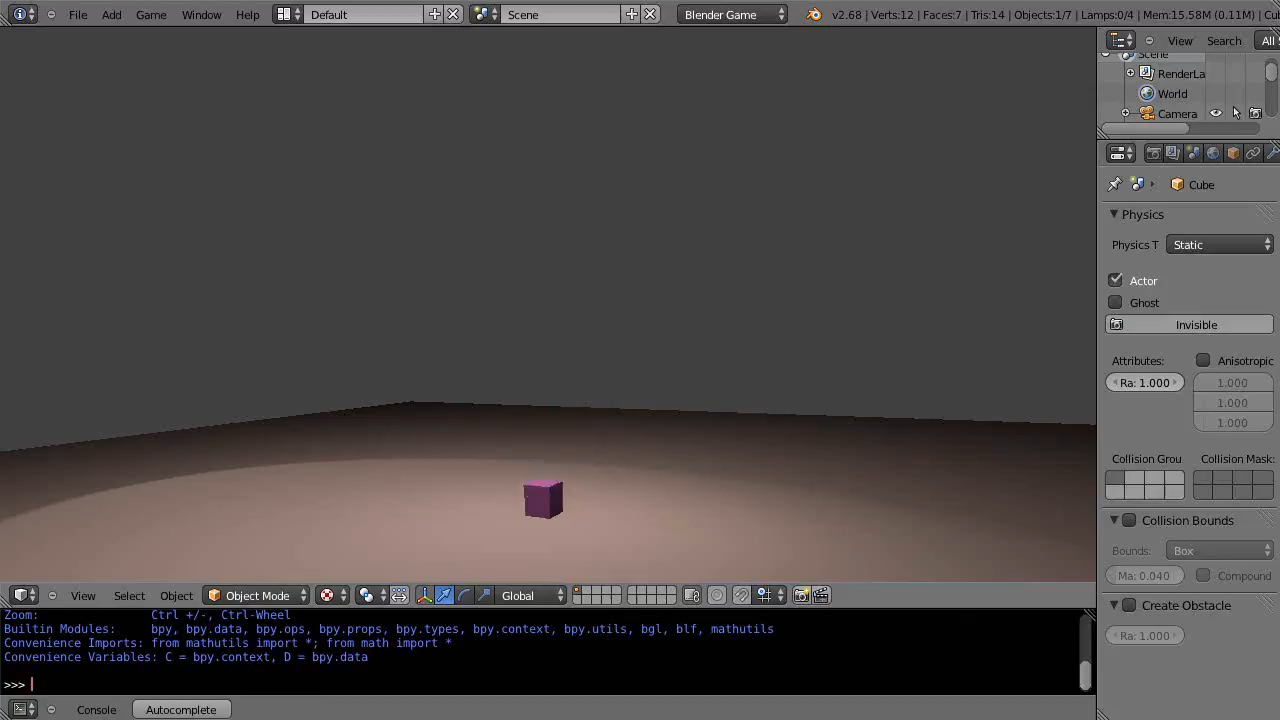 File Add Game Window Help Default Scene Blender Game v2.68 | Verts:12 | Faces:7 | Tris:14 | Objects:1/7 | Lamps:0/4 | Mem:15.58M (0.11M) | Cu
View Search All S
Scene
RenderLa
World
Camera
Cube
Physics
Physics T Static
Actor
Ghost
Invisible
Attributes: Anisotropic
Ra: 1.000 1.000
1.000
1.000
Collision Grou Collision Mask:
Collision Bounds
Bounds: Box
Ma: 0.040 Compound
Create Obstacle
Ra: 1.000
View Select Object Object Mode Global
Zoom: Ctrl +/-, Ctrl-Wheel
Builtin Modules: bpy, bpy.data, bpy.ops, bpy.props, bpy.types, bpy.context, bpy.utils, bgl, blf, mathutils
Convenience Imports: from mathutils import *; from math import *
Convenience Variables: C = bpy.context, D = bpy.data
>>>
Console Autocomplete